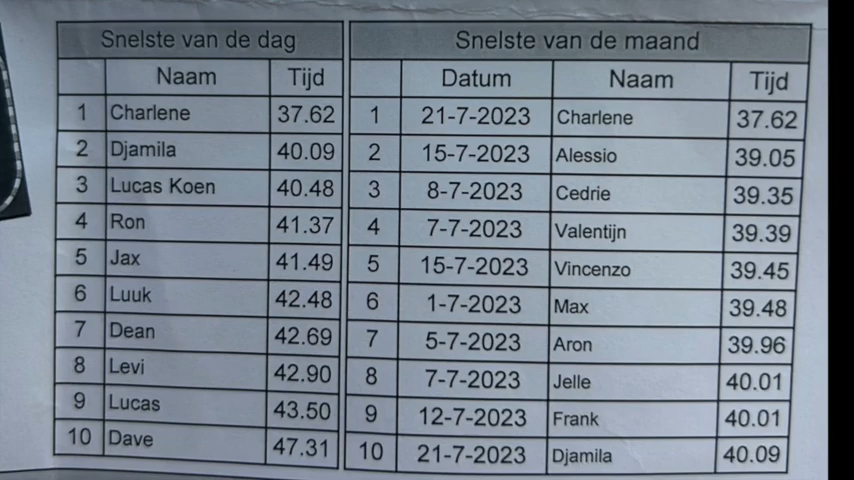 Snelste van de dag
Naam Tijd
1 Charlene 37.62
2 Djamila 40.09
3 Lucas Koen 40.48
4 Ron 41.37
5 Jax 41.49
6 Luuk 42.48
7 Dean 42.69
8 Levi 42.90
9 Lucas 43.50
10 Dave 47.31
Snelste van de maand
Datum Naam Tijd
1 21-7-2023 Charlene 37.62
2 15-7-2023 Alessio 39.05
3 8-7-2023 Cedrie 39.35
4 7-7-2023 Valentijn 39.39
5 15-7-2023 Vincenzo 39.45
6 1-7-2023 Max 39.48
7 5-7-2023 Aron 39.96
8 7-7-2023 Jelle 40.01
9 12-7-2023 Frank 40.01
10 21-7-2023 Djamila 40.09